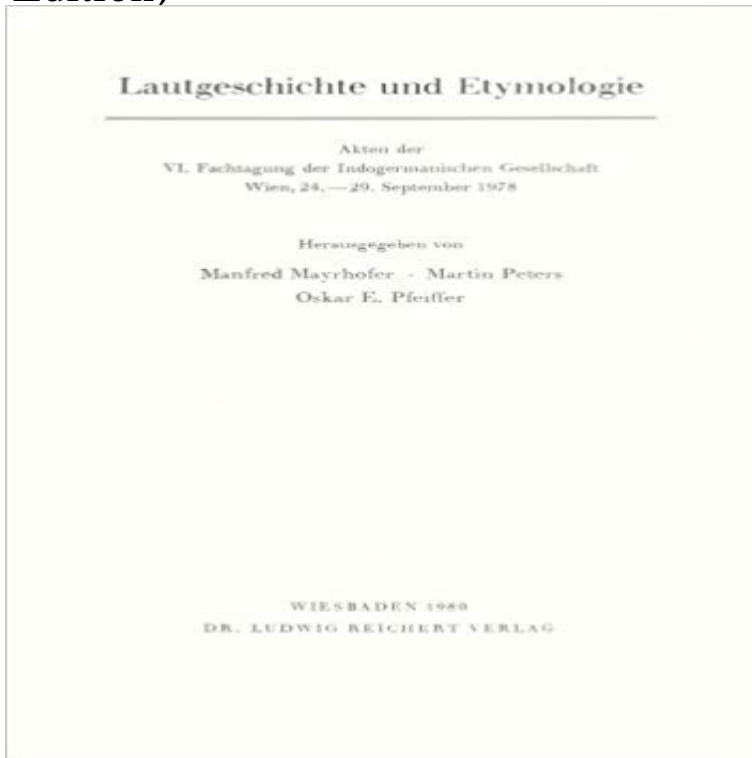 Lautgeschichte und Etymologie
Akten der
VI. Fachtagung der Indogermanischen Gesellschaft
Wien, 24.—29. September 1978
Herausgegeben von
Manfred Mayrhofer - Martin Peters
Oskar E. Pfeiffer
WIESBADEN 1980
DR. LUDWIG REICHERT VERLAG